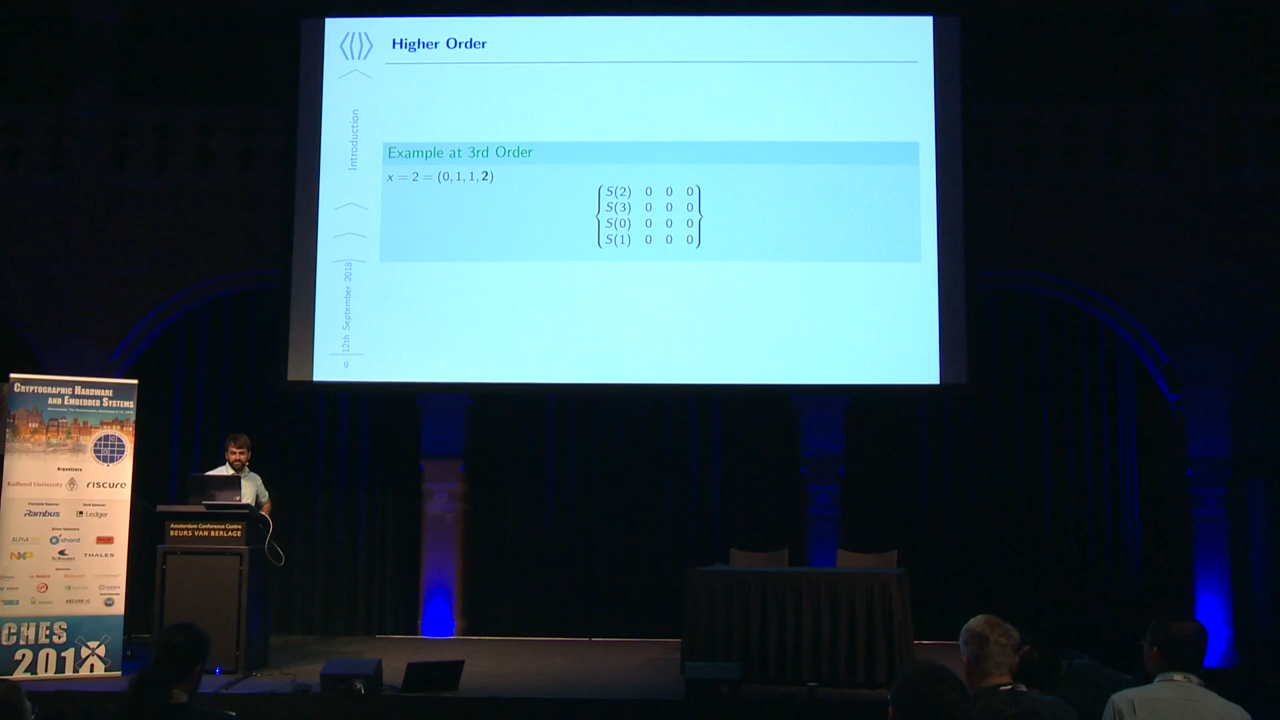 Higher Order
Introduction
Example at 3rd Order
x = 2 = (0, 1, 1, 2)
S(2) 0 0 0
S(3) 0 0 0
S(0) 0 0 0
S(1) 0 0 0
12th September 2018
9
Cryptographic Hardware
and Embedded Systems
Organizers
Radboud University
riscure
Rambus
Ledger
shord
NXP
THALES
CHES
2018
Amsterdam Conference Centre
BEURS VAN BERLAGE